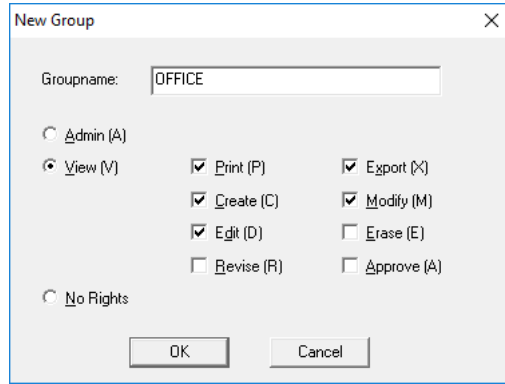 New Group
Groupname: OFFICE
Admin (A)
View (V) Print (P) Export (X)
Create (C) Modify (M)
Edit (D) Erase (E)
Revise (R) Approve (A)
No Rights
OK Cancel